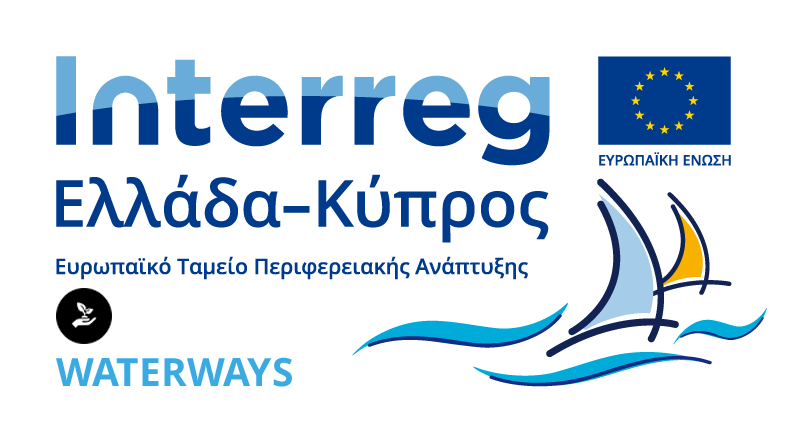 Interreg
ΕΥΡΩΠΑΪΚΗ ΕΝΩΣΗ
Ελλάδα–Κύπρος
Ευρωπαϊκό Ταμείο Περιφερειακής Ανάπτυξης
WATERWAYS